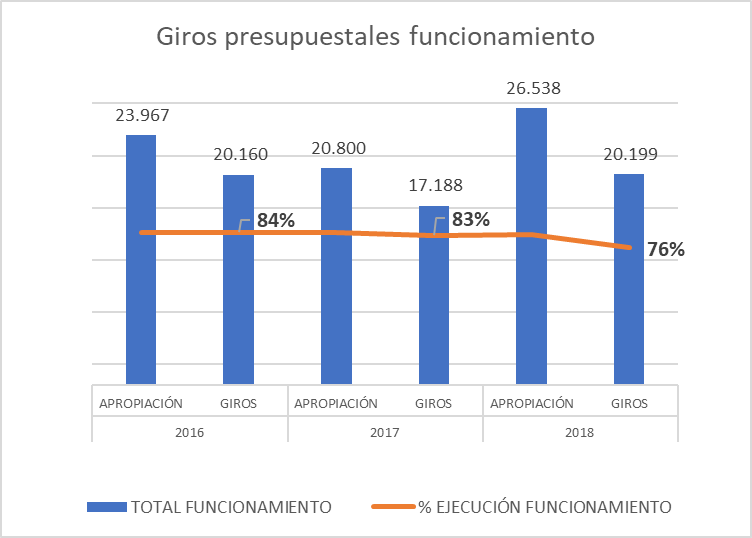 Giros presupuestales funcionamiento
26.538
23.967
20.160
20.800
17.188
20.199
84%
83%
76%
APROPIACIÓN GIROS APROPIACIÓN GIROS APROPIACIÓN GIROS
2016 2017 2018
TOTAL FUNCIONAMIENTO % EJECUCIÓN FUNCIONAMIENTO